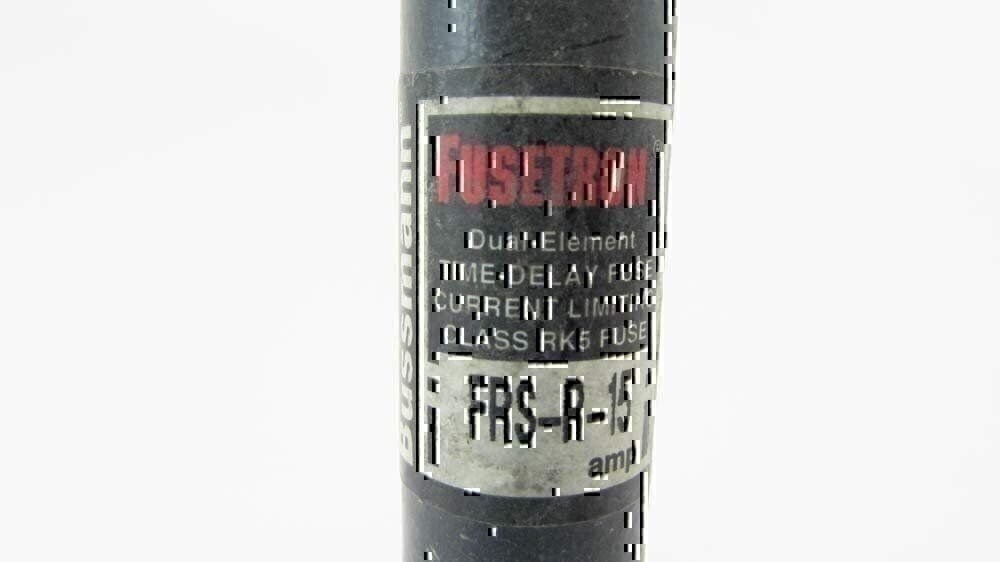 Bussmann
FUSETRON
Dual-Element
TIME-DELAY FUSE
CURRENT LIMITING
CLASS RK5 FUSE
FRS-R-15
amp